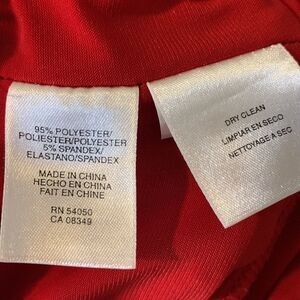 95% POLYESTER/
POLIESTER/POLYESTER
5% SPANDEX/
ELASTANO/SPANDEX
MADE IN CHINA
HECHO EN CHINA
FAIT EN CHINE
RN 54050
CA 08349
DRY CLEAN
LIMPIAR EN SECO
NETTOYAGE A SEC